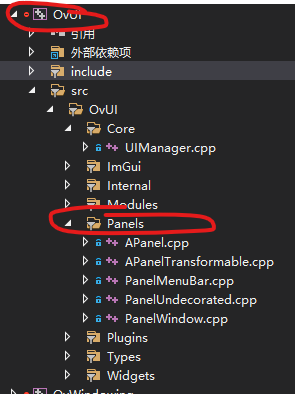 OvUI
引用
外部依赖项
include
src
OvUI
Core
UIManager.cpp
ImGui
Internal
Modules
Panels
APanel.cpp
APanelTransformable.cpp
PanelMenuBar.cpp
PanelUndecorated.cpp
PanelWindow.cpp
Plugins
Types
Widgets
OvWindowing